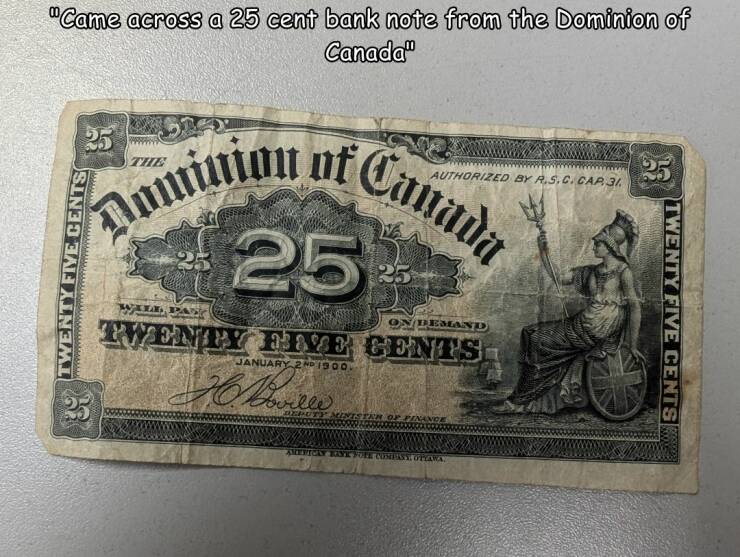 "Came across a 25 cent bank note from the Dominion of
Canada"
25
THE
Dominion of Canada
AUTHORIZED BY R.S.C. CAP. 31.
25
TWENTY FIVE CENTS
25 25 25
TWENTY FIVE CENTS
WILL PAY
ON DEMAND
TWENTY FIVE CENTS
JANUARY 2ND 1900.
H.C. Boville
DEPUTY MINISTER OF FINANCE
25
AMERICAN BANK NOTE COMPANY, OTTAWA.